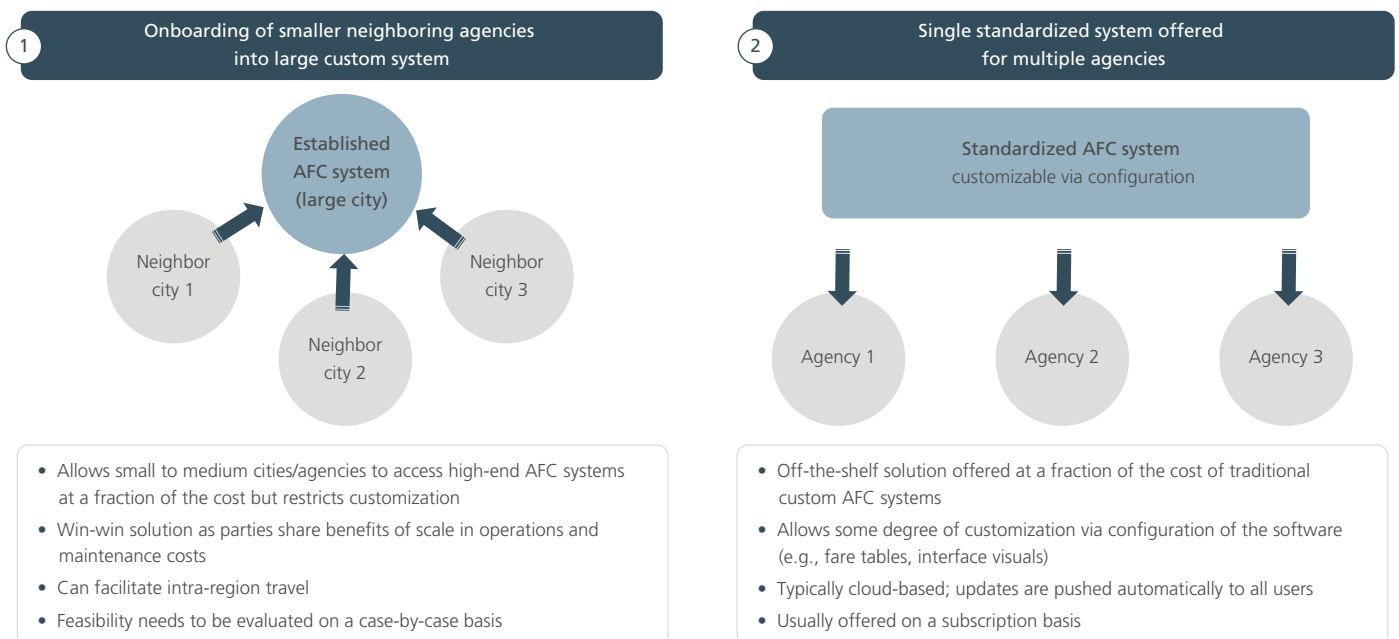 1
Onboarding of smaller neighboring agencies
into large custom system
Established
AFC system
(large city)
Neighbor
city 1
Neighbor
city 2
Neighbor
city 3
• Allows small to medium cities/agencies to access high-end AFC systems
at a fraction of the cost but restricts customization
• Win-win solution as parties share benefits of scale in operations and
maintenance costs
• Can facilitate intra-region travel
• Feasibility needs to be evaluated on a case-by-case basis
2
Single standardized system offered
for multiple agencies
Standardized AFC system
customizable via configuration
Agency 1
Agency 2
Agency 3
• Off-the-shelf solution offered at a fraction of the cost of traditional
custom AFC systems
• Allows some degree of customization via configuration of the software
(e.g., fare tables, interface visuals)
• Typically cloud-based; updates are pushed automatically to all users
• Usually offered on a subscription basis